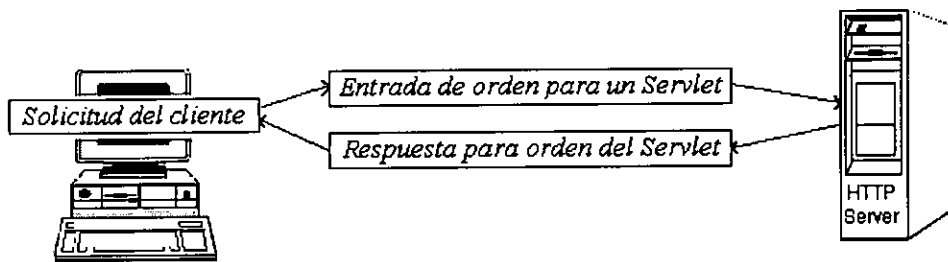 Solicitud del cliente
Entrada de orden para un Servlet
Respuesta para orden del Servlet
HTTP
Server